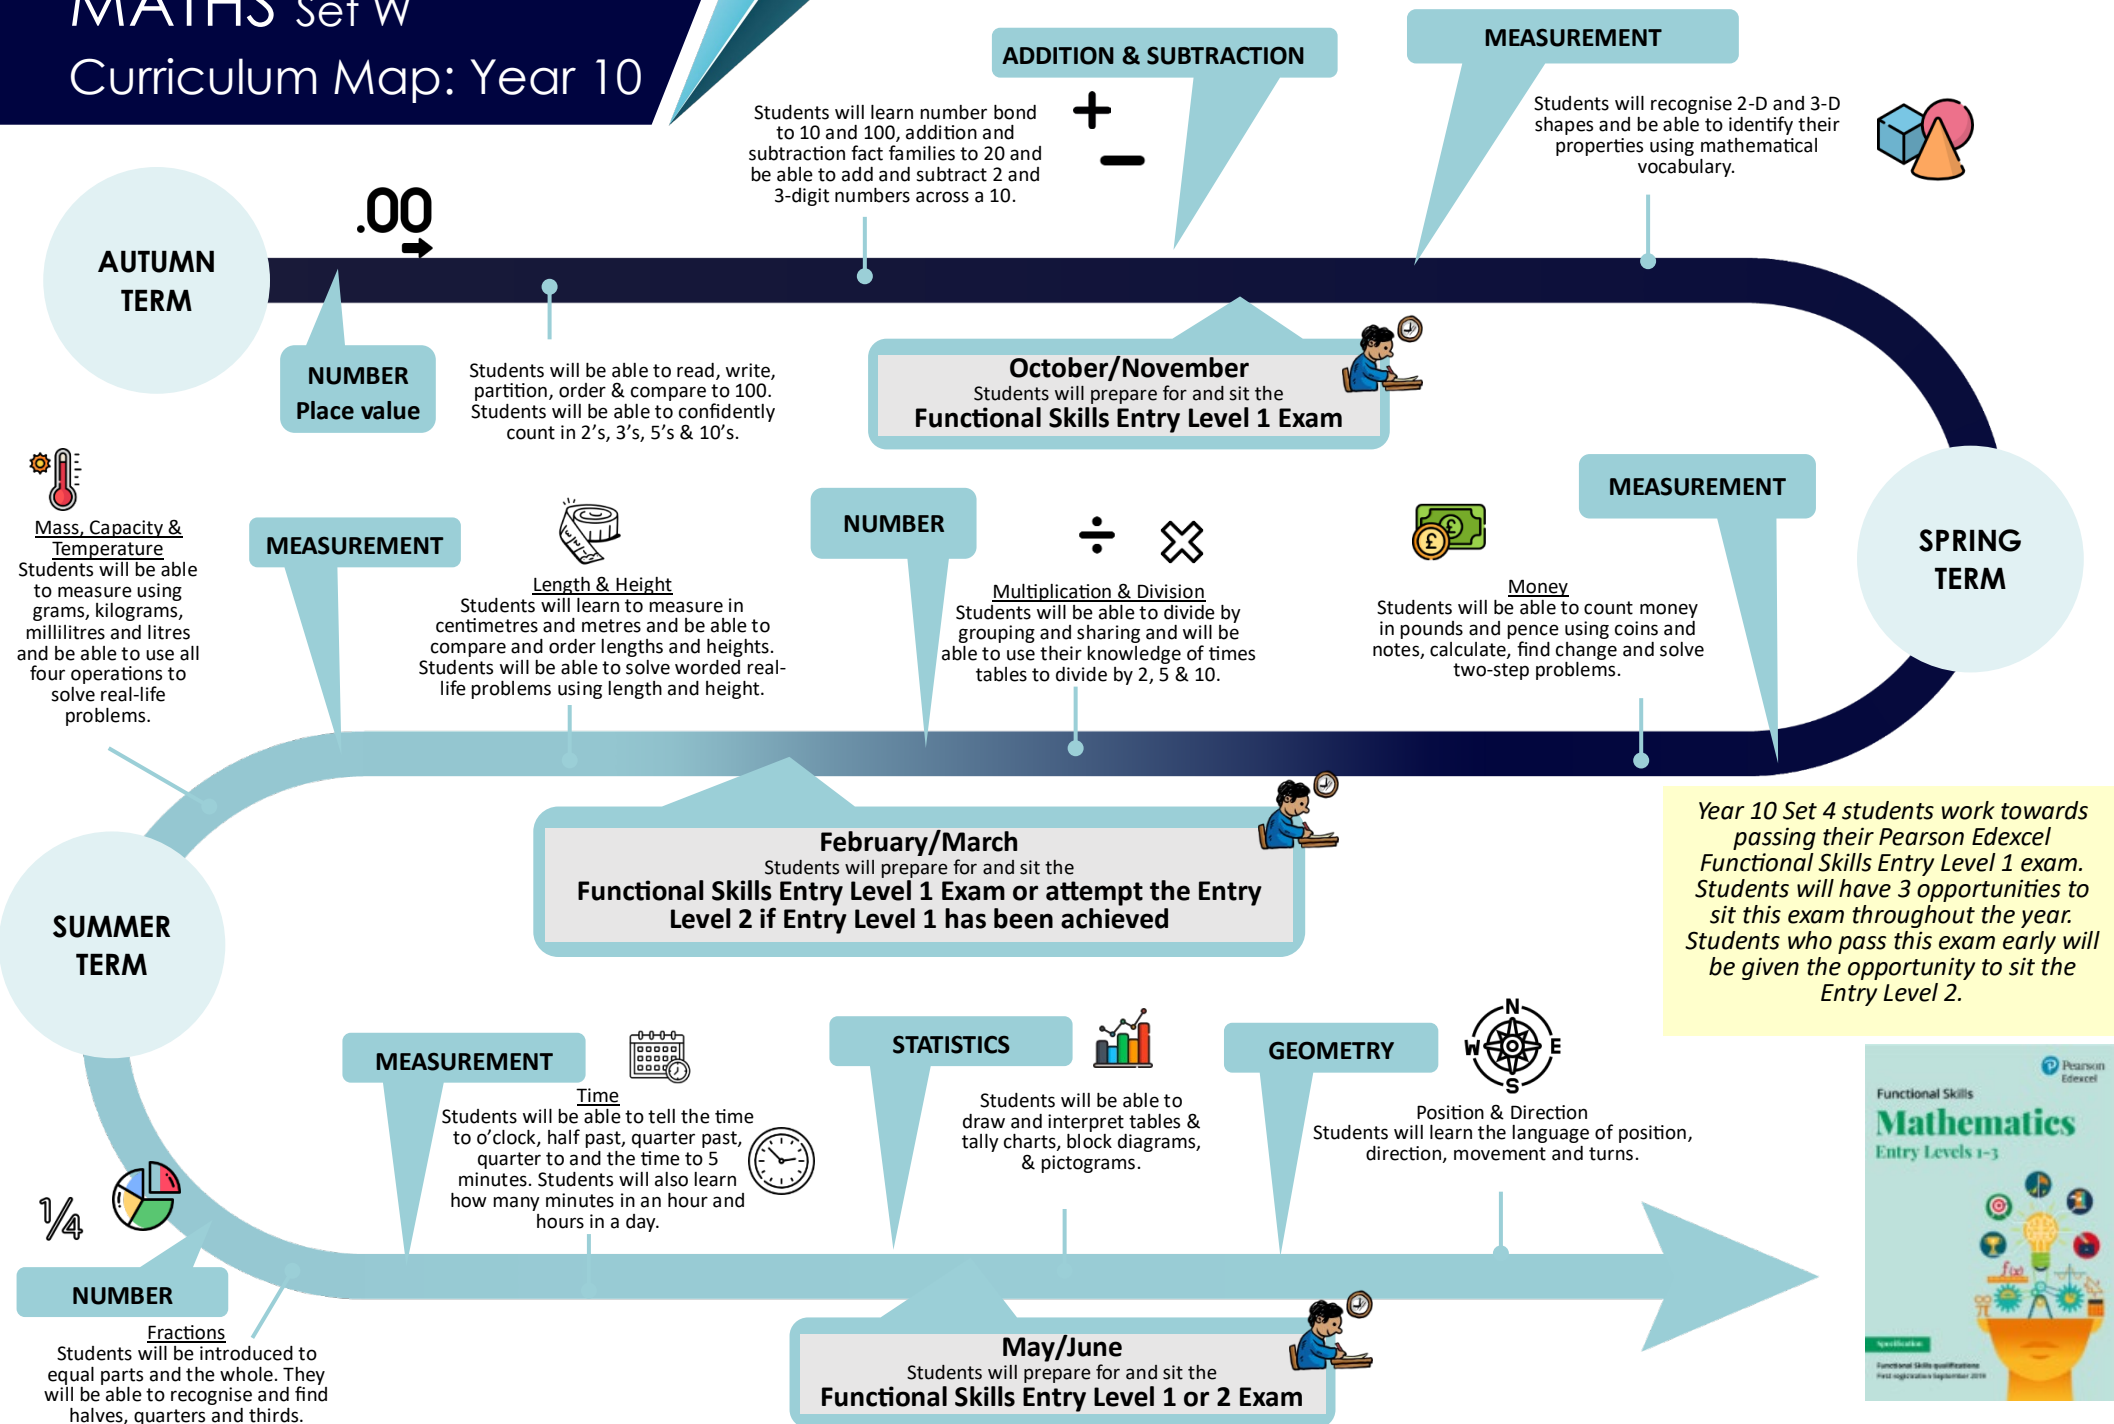 MATHS Set W
Curriculum Map: Year 10
ADDITION & SUBTRACTION
MEASUREMENT
Students will learn number bond
to 10 and 100, addition and
subtraction fact families to 20 and
be able to add and subtract 2 and
3-digit numbers across a 10.
Students will recognise 2-D and 3-D
shapes and be able to identify their
properties using mathematical
vocabulary.
.00
AUTUMN
TERM
NUMBER
Place value
Students will be able to read, write,
partition, order & compare to 100.
Students will be able to confidently
count in 2's, 3's, 5's & 10's.
October/November
Students will prepare for and sit the
Functional Skills Entry Level 1 Exam
SPRING
TERM
MEASUREMENT
Money
Students will be able to count money
in pounds and pence using coins and
notes, calculate, find change and solve
two-step problems.
NUMBER
Multiplication & Division
Students will be able to divide by
grouping and sharing and will be
able to use their knowledge of times
tables to divide by 2, 5 & 10.
MEASUREMENT
Length & Height
Students will learn to measure in
centimetres and metres and be able to
compare and order lengths and heights.
Students will be able to solve worded real-
life problems using length and height.
Mass, Capacity &
Temperature
Students will be able
to measure using
grams, kilograms,
millilitres and litres
and be able to use all
four operations to
solve real-life
problems.
February/March
Students will prepare for and sit the
Functional Skills Entry Level 1 Exam or attempt the Entry
Level 2 if Entry Level 1 has been achieved
Year 10 Set 4 students work towards
passing their Pearson Edexcel
Functional Skills Entry Level 1 exam.
Students will have 3 opportunities to
sit this exam throughout the year.
Students who pass this exam early will
be given the opportunity to sit the
Entry Level 2.
SUMMER
TERM
1/4
NUMBER
Fractions
Students will be introduced to
equal parts and the whole. They
will be able to recognise and find
halves, quarters and thirds.
MEASUREMENT
Time
Students will be able to tell the time
to o'clock, half past, quarter past,
quarter to and the time to 5
minutes. Students will also learn
how many minutes in an hour and
hours in a day.
STATISTICS
Students will be able to
draw and interpret tables &
tally charts, block diagrams,
& pictograms.
GEOMETRY
N
W E
S
Position & Direction
Students will learn the language of position,
direction, movement and turns.
May/June
Students will prepare for and sit the
Functional Skills Entry Level 1 or 2 Exam
Pearson
Edexcel
Functional Skills
Mathematics
Entry Levels 1-3
f(x)
Specification
Functional Skills qualifications
First registration September 2019